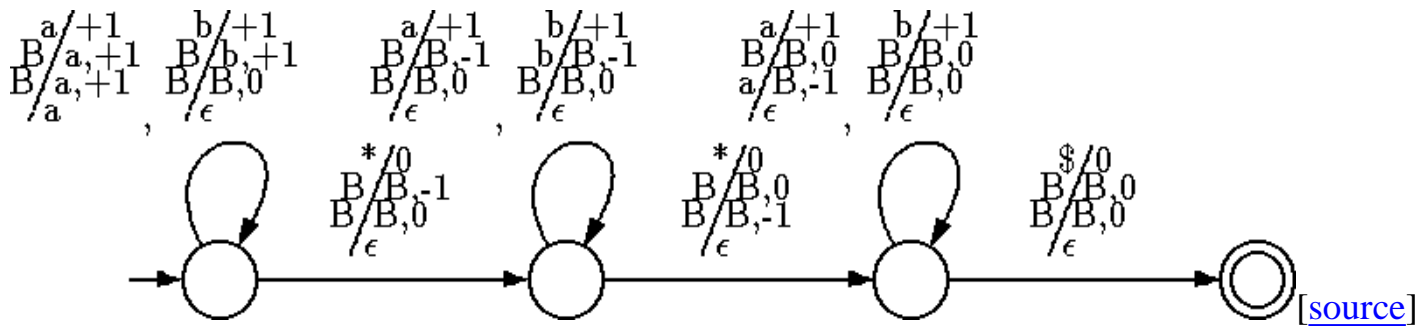 a/+1
B/a,+1
B/a,+1
/a
,
b/+1
B/b,+1
B/B,0
/ϵ
a/+1
B/B,-1
B/B,0
/ϵ
,
b/+1
b/B,-1
B/B,0
/ϵ
a/+1
B/B,0
a/B,-1
/ϵ
,
b/+1
B/B,0
B/B,0
/ϵ
*/0
B/B,-1
B/B,0
/ϵ
*/0
B/B,0
B/B,-1
/ϵ
$/0
B/B,0
B/B,0
/ϵ
[source]